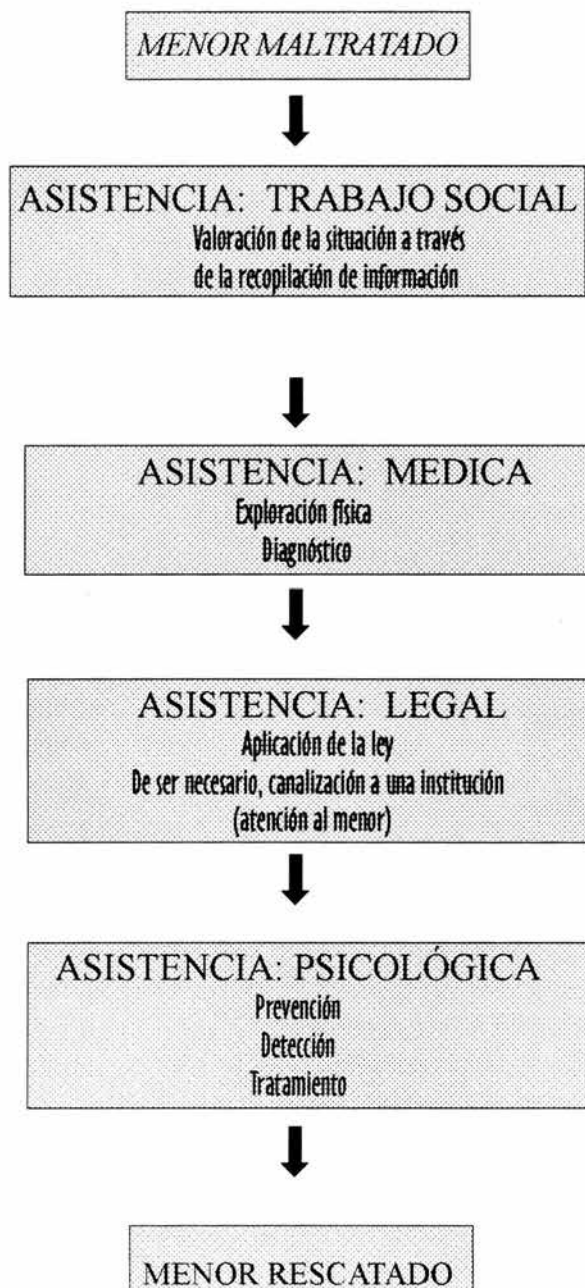 MENOR MALTRATADO
ASISTENCIA: TRABAJO SOCIAL
Valoración de la situación a través
de la recopilación de información
ASISTENCIA: MEDICA
Exploración física
Diagnóstico
ASISTENCIA: LEGAL
Aplicación de la ley
De ser necesario, canalización a una institución
(atención al menor)
ASISTENCIA: PSICOLÓGICA
Prevención
Detección
Tratamiento
MENOR RESCATADO